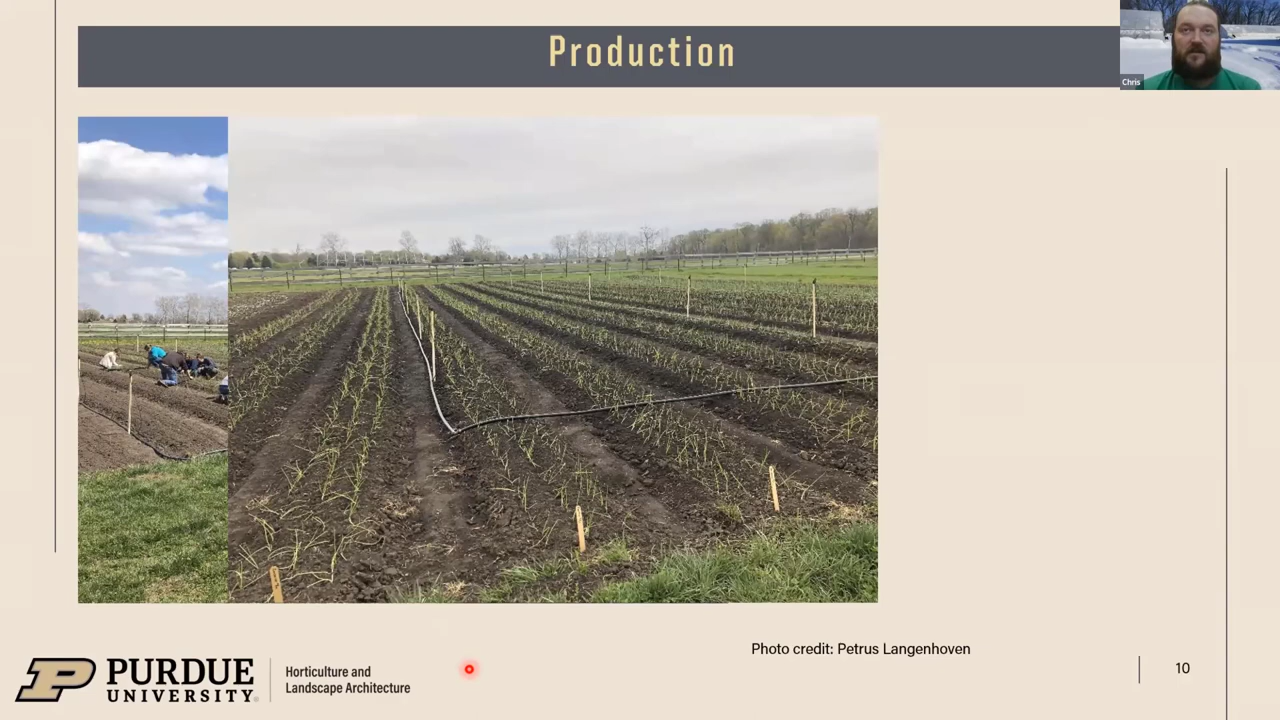 Production
Chris
Photo credit: Petrus Langenhoven
PURDUE
UNIVERSITY
Horticulture and
Landscape Architecture
10